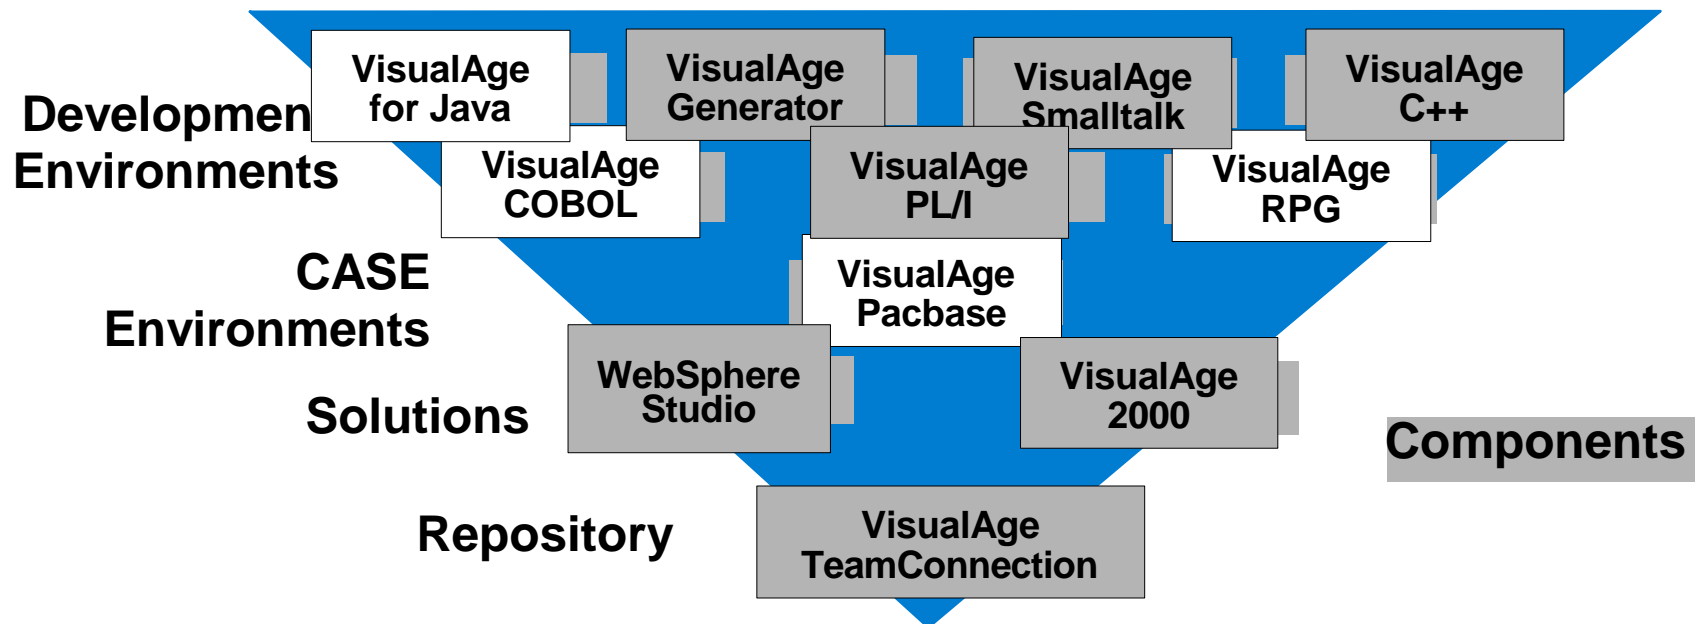 VisualAge
for Java
VisualAge
Generator
VisualAge
Smalltalk
VisualAge
C++
Developmen
Environments
VisualAge
COBOL
VisualAge
PL/I
VisualAge
RPG
CASE
Environments
VisualAge
Pacbase
Solutions
WebSphere
Studio
VisualAge
2000
Components
Repository
VisualAge
TeamConnection